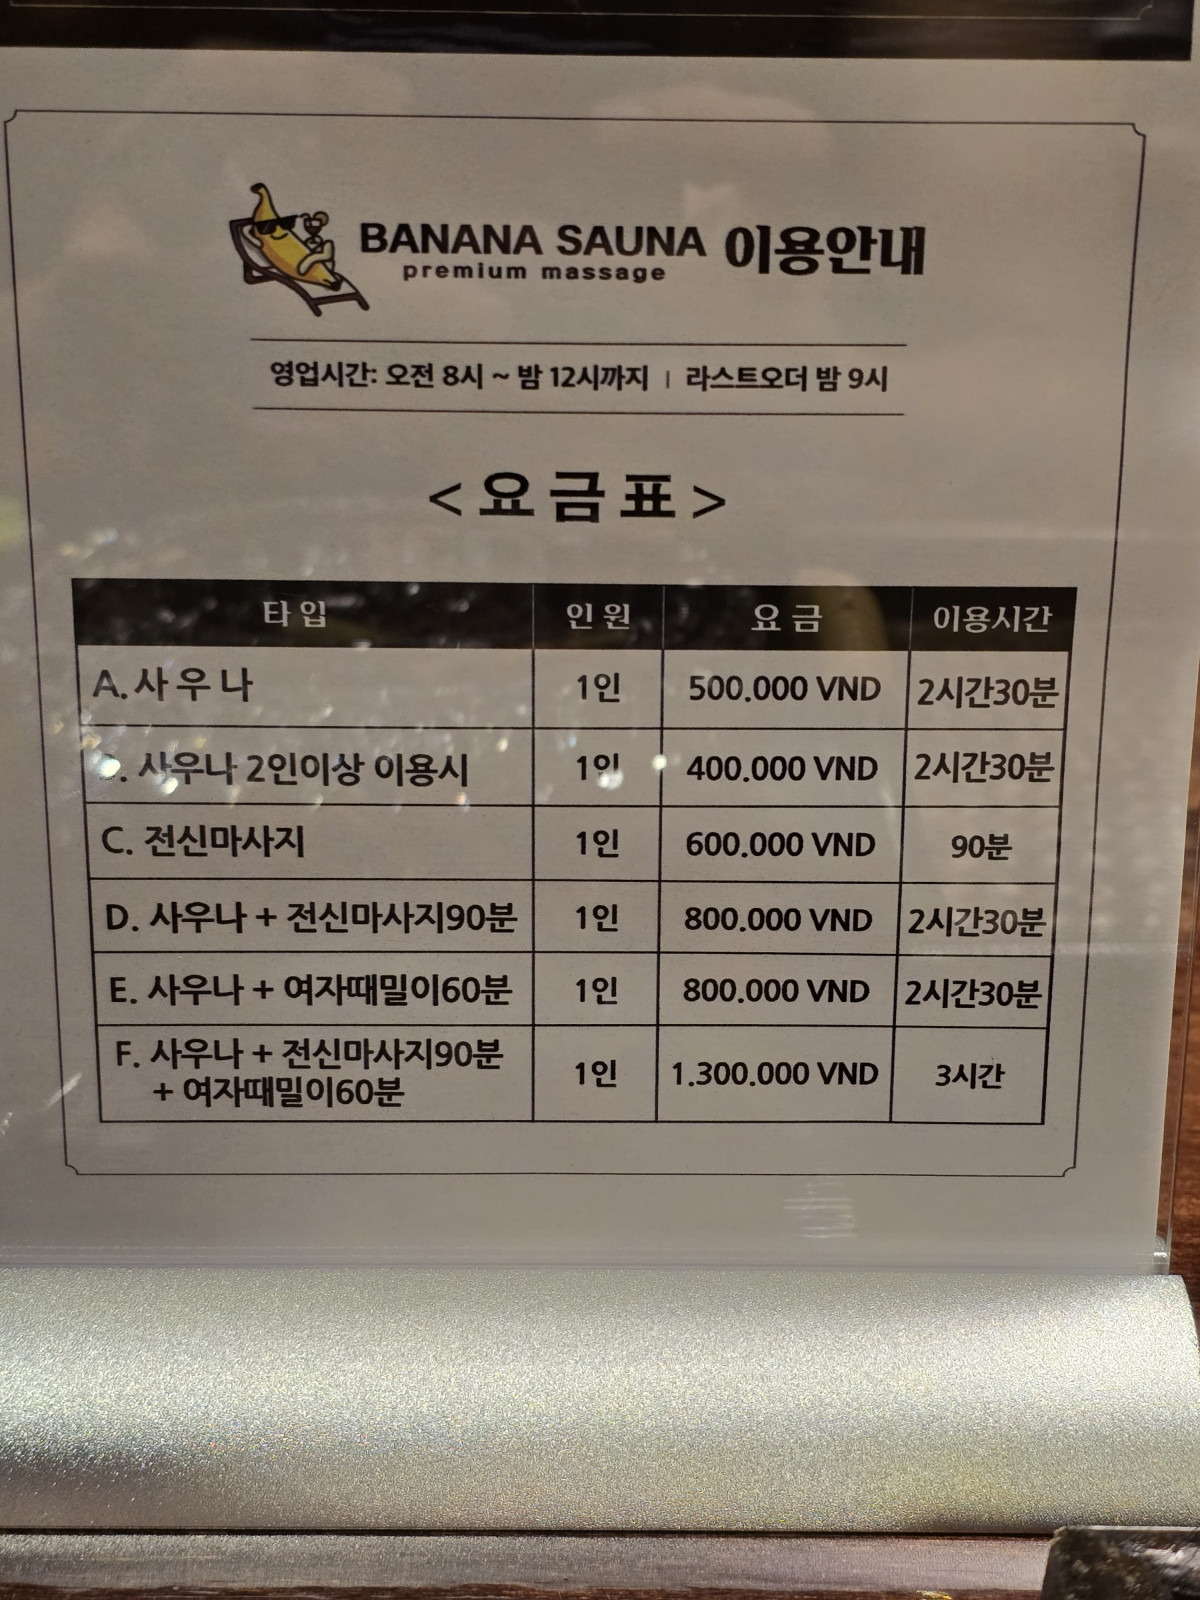 BANANA SAUNA 이용안내
premium massage
영업시간: 오전 8시 ~ 밤 12시까지 | 라스트오더 밤 9시
<요금표>
타입 인원 요금 이용시간
A. 사우나 1인 500.000 VND 2시간30분
사우나 2인이상 이용시 1인 400.000 VND 2시간30분
C. 전신마사지 1인 600.000 VND 90분
D. 사우나 + 전신마사지90분 1인 800.000 VND 2시간30분
E. 사우나 + 여자때밀이60분 1인 800.000 VND 2시간30분
F. 사우나 + 전신마사지90분
+ 여자때밀이60분 1인 1.300.000 VND 3시간